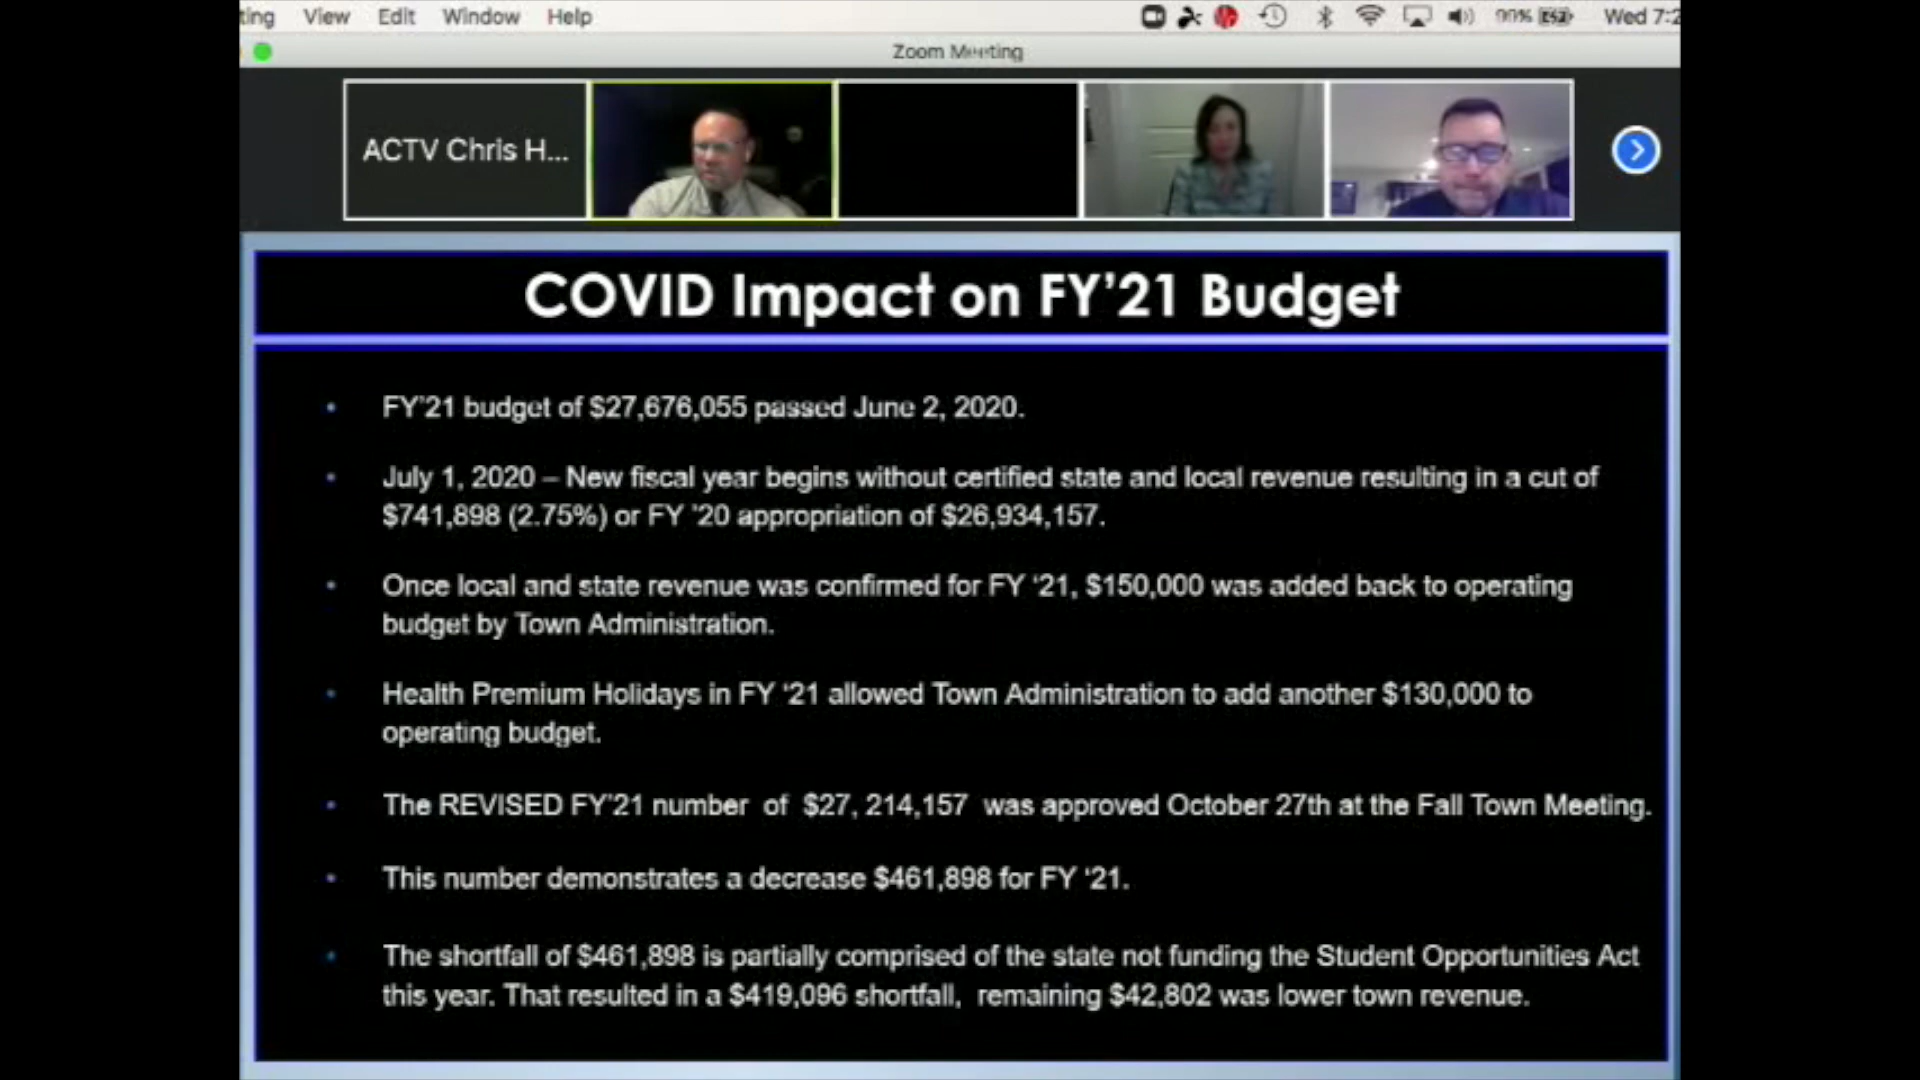 ting View Edit Window Help 99% Wed 7:2
Zoom Meeting
ACTV Chris H...
COVID Impact on FY’21 Budget
• FY’21 budget of $27,676,055 passed June 2, 2020.
• July 1, 2020 – New fiscal year begins without certified state and local revenue resulting in a cut of
$741,898 (2.75%) or FY ’20 appropriation of $26,934,157.
• Once local and state revenue was confirmed for FY ‘21, $150,000 was added back to operating
budget by Town Administration.
• Health Premium Holidays in FY ‘21 allowed Town Administration to add another $130,000 to
operating budget.
• The REVISED FY’21 number of $27, 214,157 was approved October 27th at the Fall Town Meeting.
• This number demonstrates a decrease $461,898 for FY ‘21.
• The shortfall of $461,898 is partially comprised of the state not funding the Student Opportunities Act
this year. That resulted in a $419,096 shortfall, remaining $42,802 was lower town revenue.